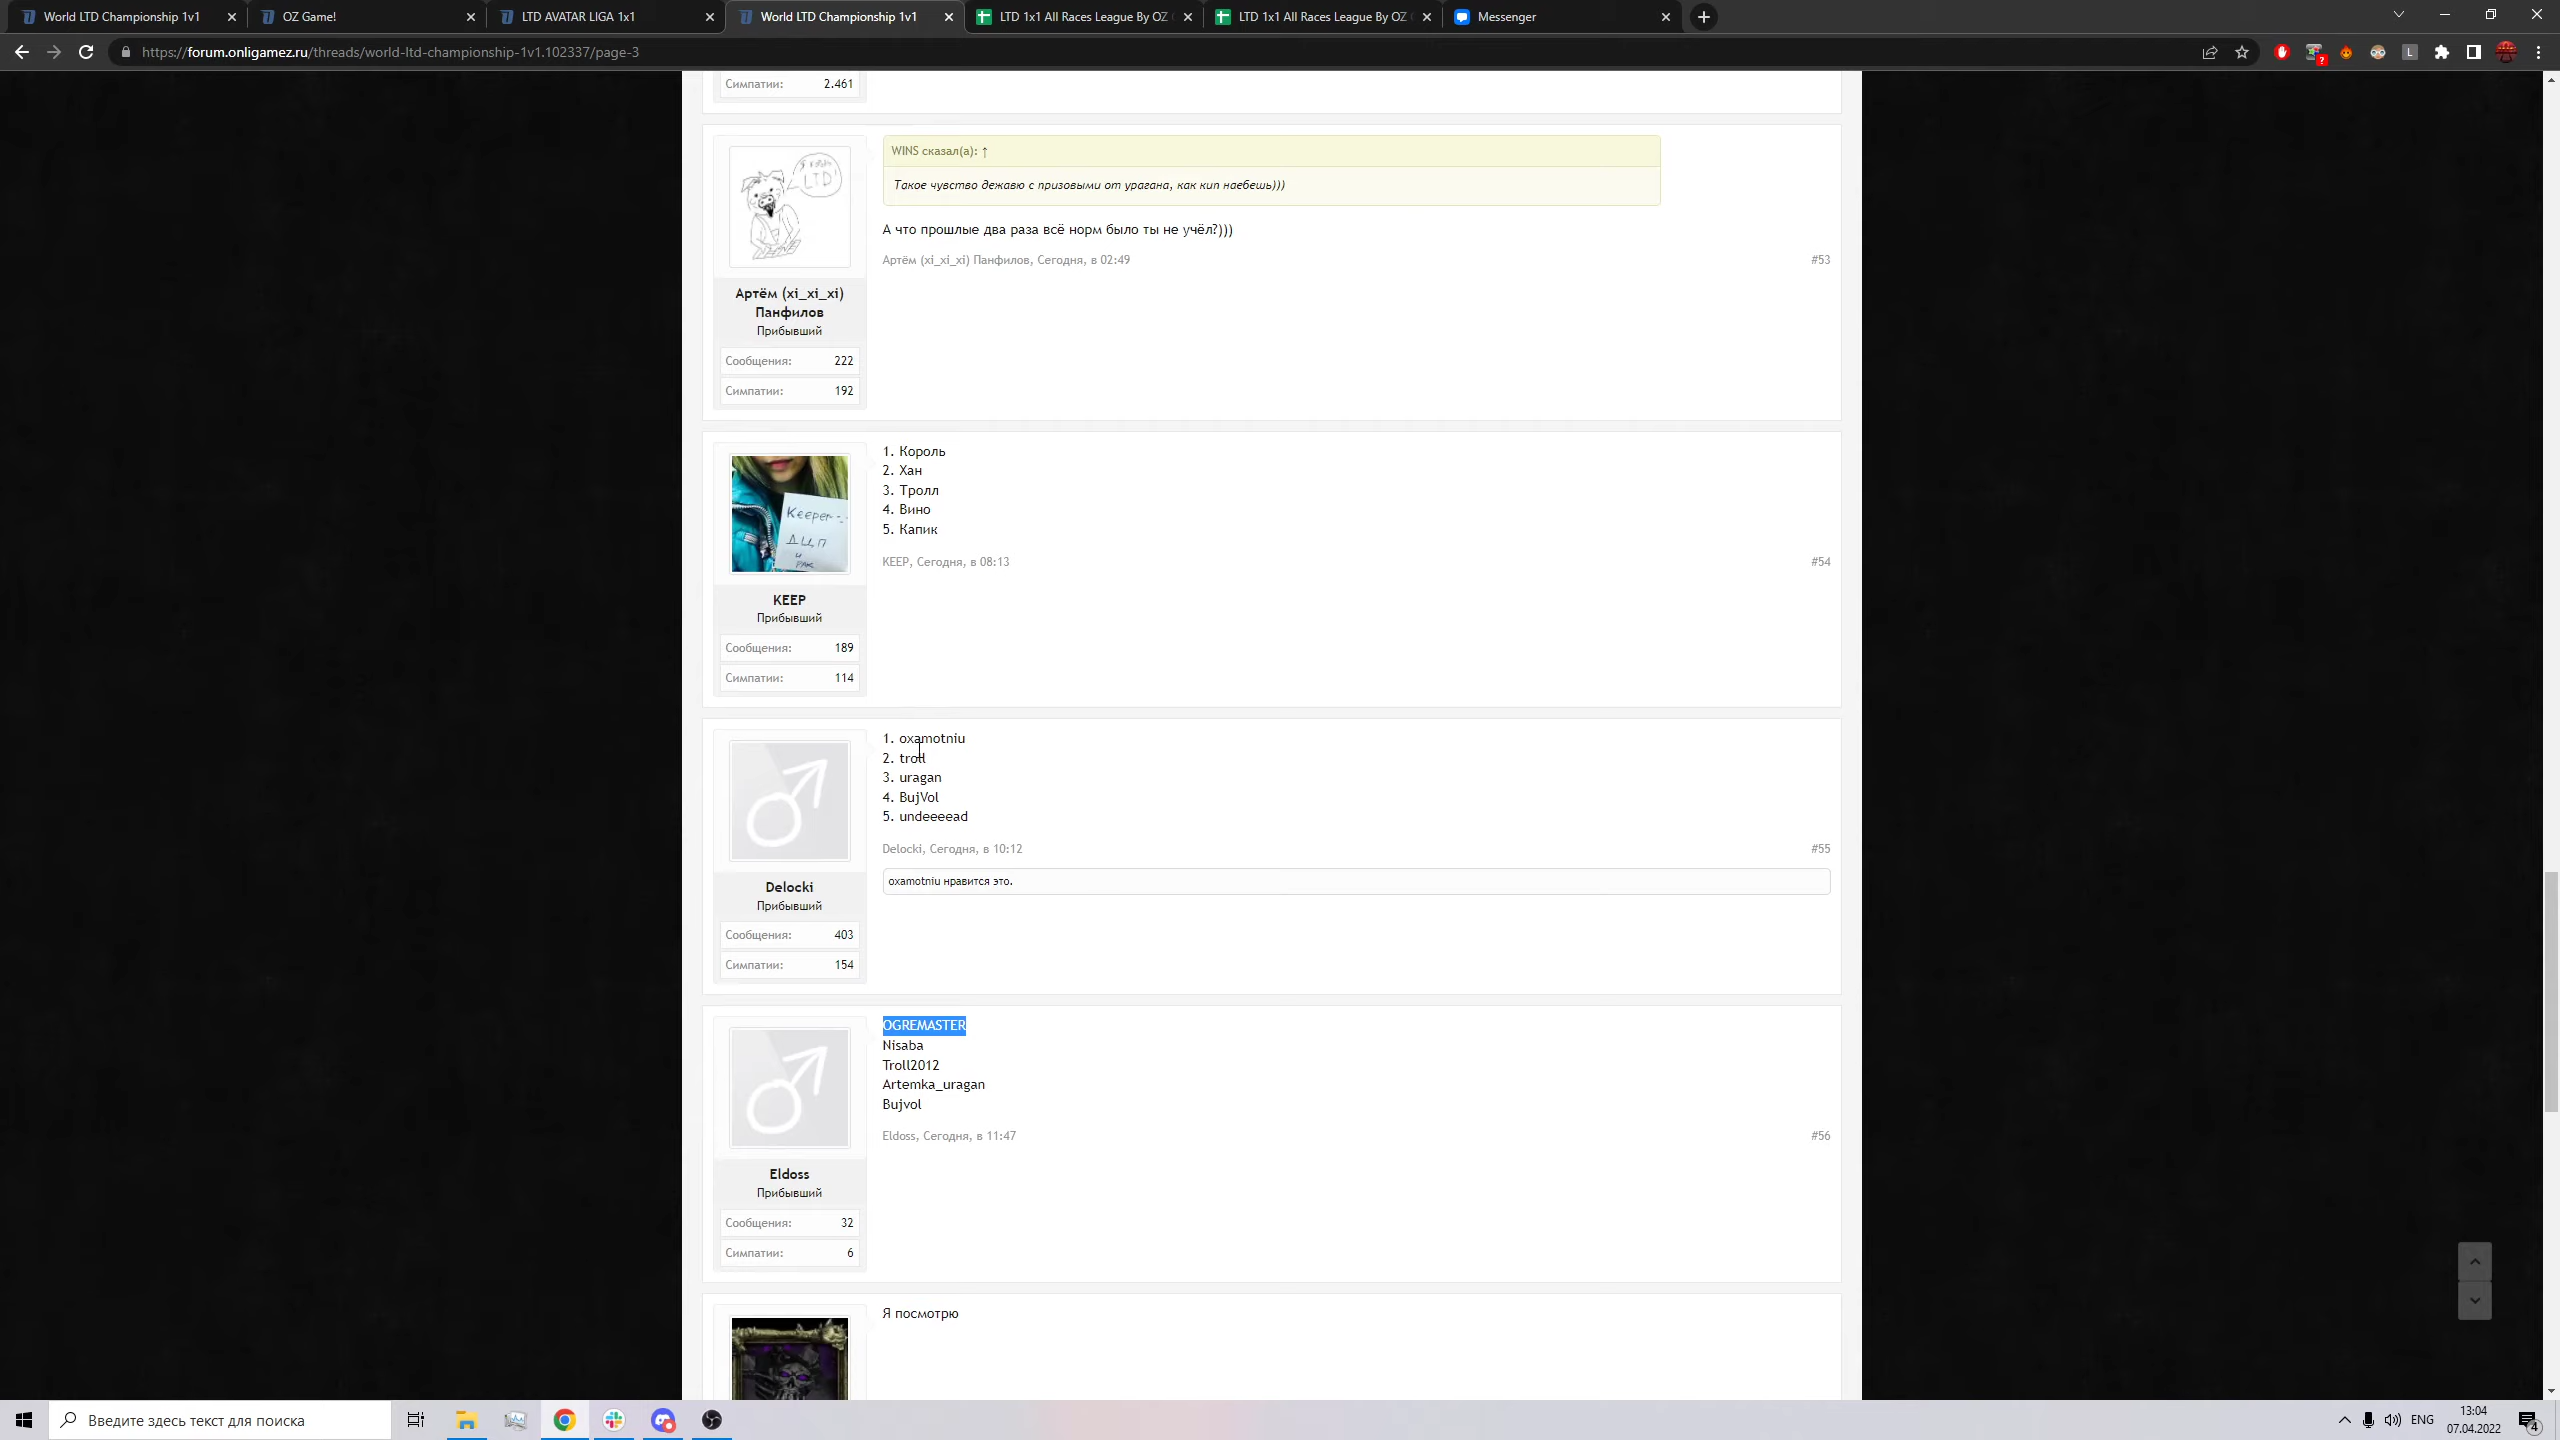 World LTD Championship 1v1
OZ Game!
LTD AVATAR LIGA 1x1
World LTD Championship 1v1
LTD 1x1 All Races League By OZ
LTD 1x1 All Races League By OZ
Messenger
https://forum.onligamez.ru/threads/world-ltd-championship-1v1.102337/page-3
Симпатии: 2.461
WINS сказал(а): ↑
Такое чувство дежавю с призовыми от урагана, как кип наебешь)))
А что прошлые два раза всё норм было ты не учёл?)))
Артём (xi_xi_xi) Панфилов, Сегодня, в 02:49 #53
LTD
Артём (xi_xi_xi)
Панфилов
Прибывший
Сообщения: 222
Симпатии: 192
1. Король
2. Хан
3. Тролл
4. Вино
5. Капик
KEEP, Сегодня, в 08:13 #54
Keeper
ДЦП
и
РАК
KEEP
Прибывший
Сообщения: 189
Симпатии: 114
1. oxamotniu
2. troll
3. uragan
4. BujVol
5. undeeeead
Delocki, Сегодня, в 10:12 #55
oxamotniu нравится это.
Delocki
Прибывший
Сообщения: 403
Симпатии: 154
OGREMASTER
Nisaba
Troll2012
Artemka_uragan
Bujvol
Eldoss, Сегодня, в 11:47 #56
Eldoss
Прибывший
Сообщения: 32
Симпатии: 6
Я посмотрю
Введите здесь текст для поиска
ENG
13:04
07.04.2022
4